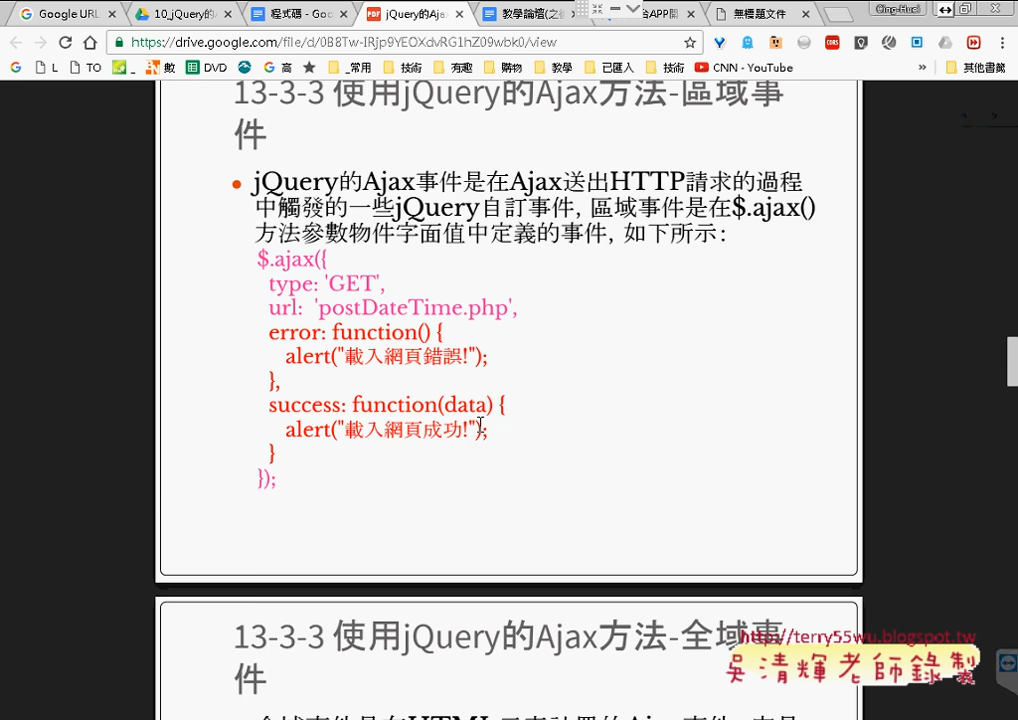 Google URL
10_jQuery的
程式碼 - Goo
jQuery的Aja
教學論壇(之
給APP開
無標題文件
Qing-Huei
https://drive.google.com/file/d/0B8Tw-IRjp9YEOXdvRG1hZ09wbk0/view
L
TO
數
DVD
高
_常用
技術
有趣
購物
教學
已匯入
技術
CNN - YouTube
»
其他書籤
13-3-3 使用jQuery的Ajax方法-區域事
件
• jQuery的Ajax事件是在Ajax送出HTTP請求的過程
中觸發的一些jQuery自訂事件, 區域事件是在$.ajax()
方法參數物件字面值中定義的事件, 如下所示:
$.ajax({
type: 'GET',
url: 'postDateTime.php',
error: function() {
alert("載入網頁錯誤!");
},
success: function(data) {
alert("載入網頁成功!");
}
});
13-3-3 使用jQuery的Ajax方法-全域事
件
http://terry55wu.blogspot.tw
吳清輝老師錄製